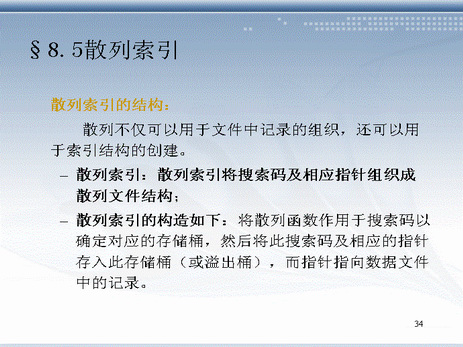 §8.5散列索引
散列索引的结构：
散列不仅可以用于文件中记录的组织，还可以用
于索引结构的创建。
– 散列索引：散列索引将搜索码及相应指针组织成
散列文件结构；
– 散列索引的构造如下：将散列函数作用于搜索码以
确定对应的存储桶，然后将此搜索码及相应的指针
存入此存储桶（或溢出桶），而指针指向数据文件
中的记录。
34